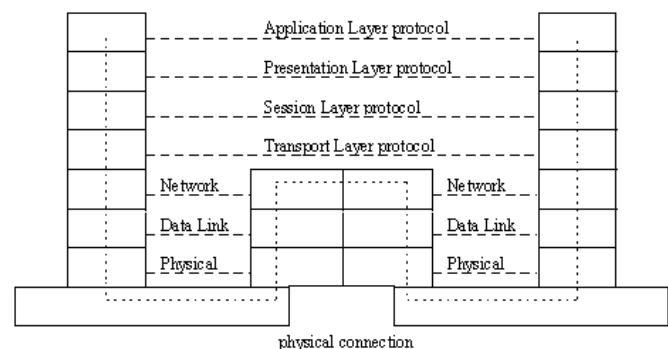 Application Layer protocol
Presentation Layer protocol
Session Layer protocol
Transport Layer protocol
Network Network
Data Link Data Link
Physical Physical
physical connection